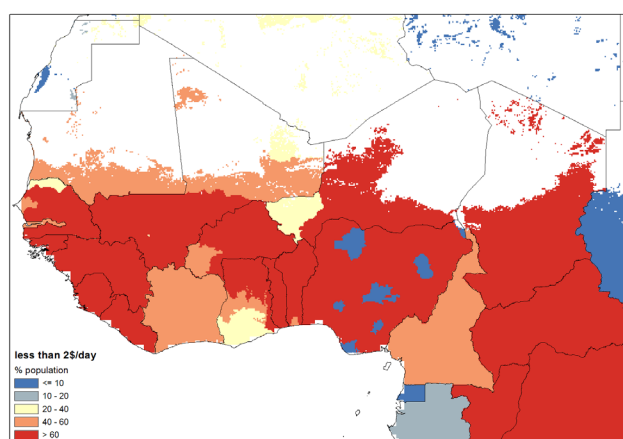 less than 2$/day
% population
<= 10
10 - 20
20 - 40
40 - 60
> 60